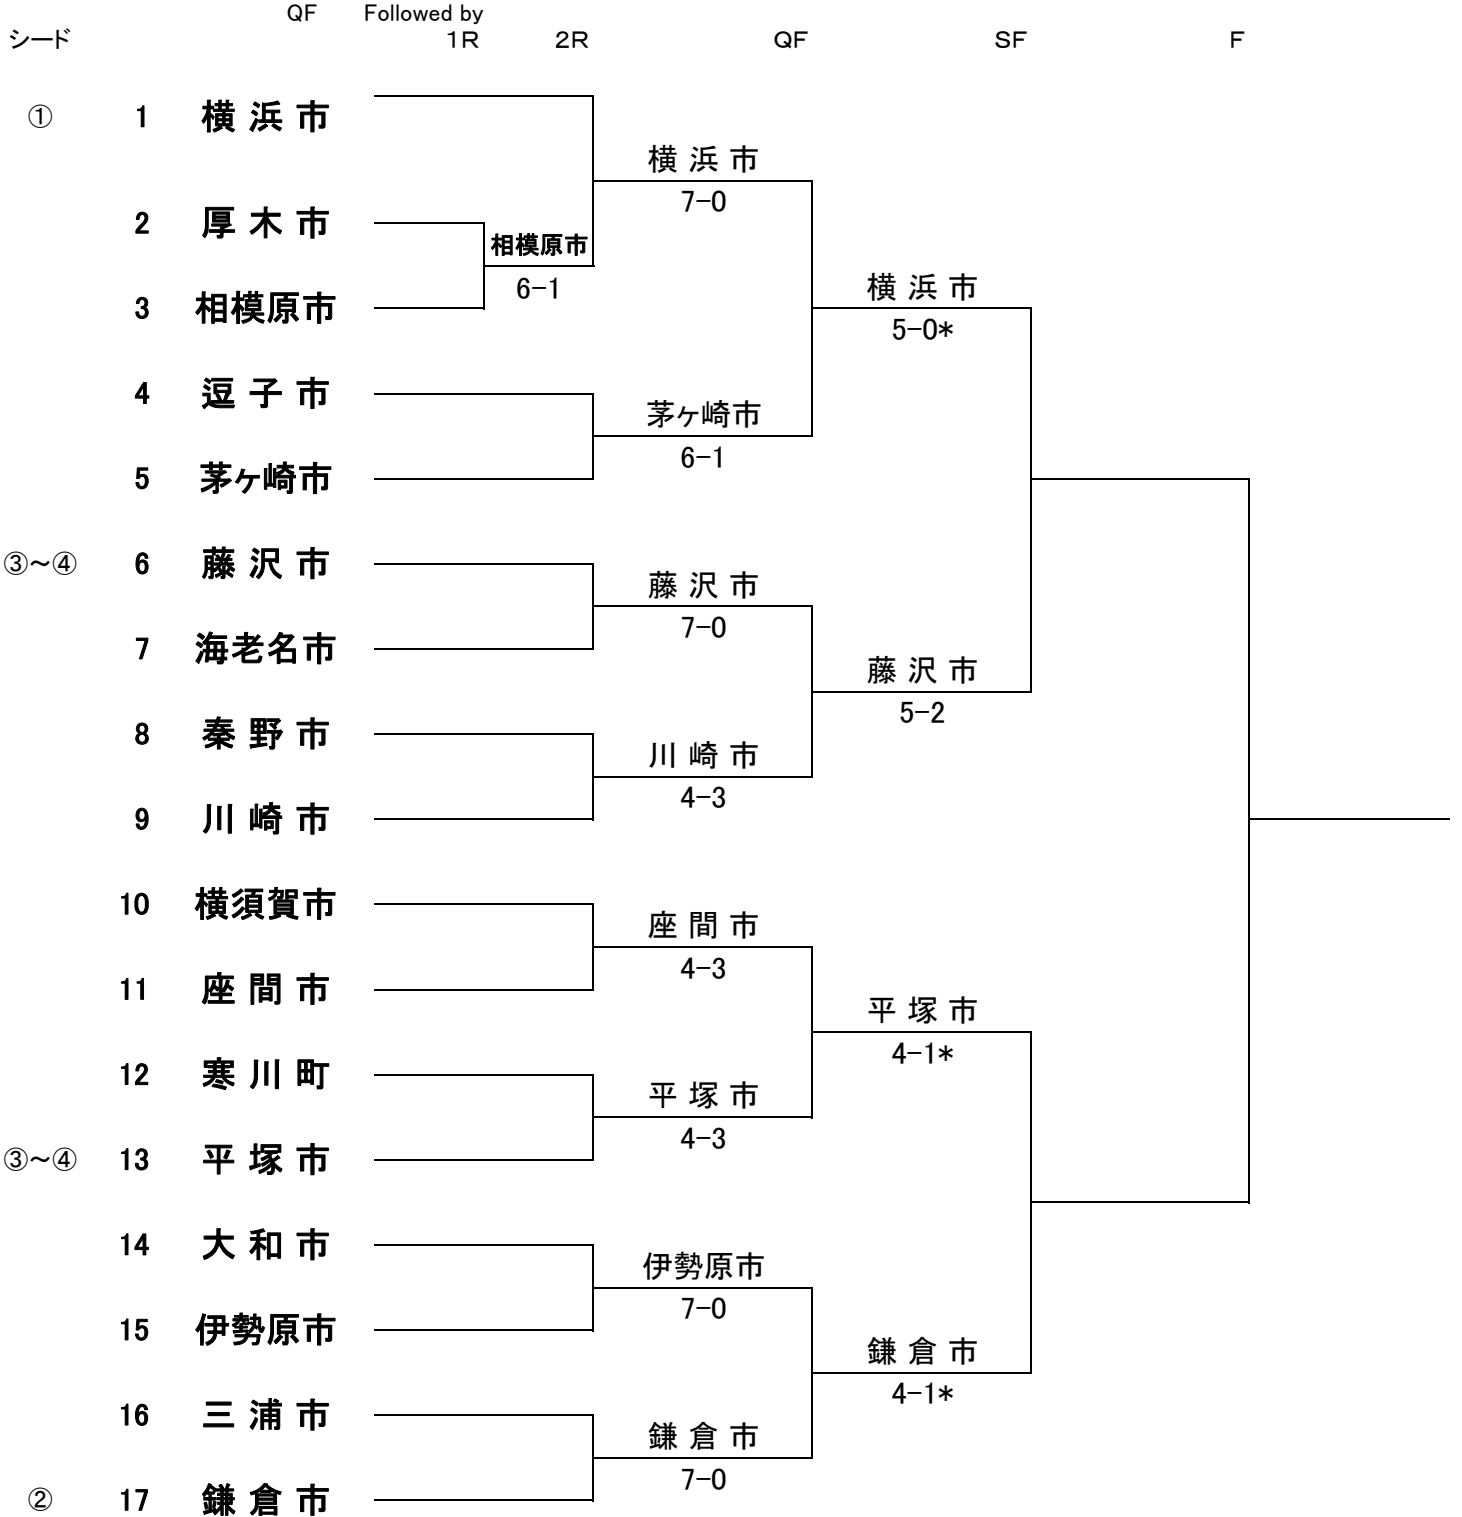 QF Followed by
シード 1R 2R QF SF F
① 1 横 浜 市
横 浜 市
7-0
2 厚 木 市
相模原市
6-1
横 浜 市
5-0*
3 相模原市
4 逗 子 市
茅ヶ崎市
6-1
5 茅ヶ崎市
③~④ 6 藤 沢 市
藤 沢 市
7-0
7 海老名市
藤 沢 市
5-2
8 秦 野 市
川 崎 市
4-3
9 川 崎 市
10 横須賀市
座 間 市
4-3
11 座 間 市
平 塚 市
4-1*
12 寒 川 町
平 塚 市
4-3
③~④ 13 平 塚 市
14 大 和 市
伊勢原市
7-0
15 伊勢原市
鎌 倉 市
4-1*
16 三 浦 市
鎌 倉 市
7-0
② 17 鎌 倉 市